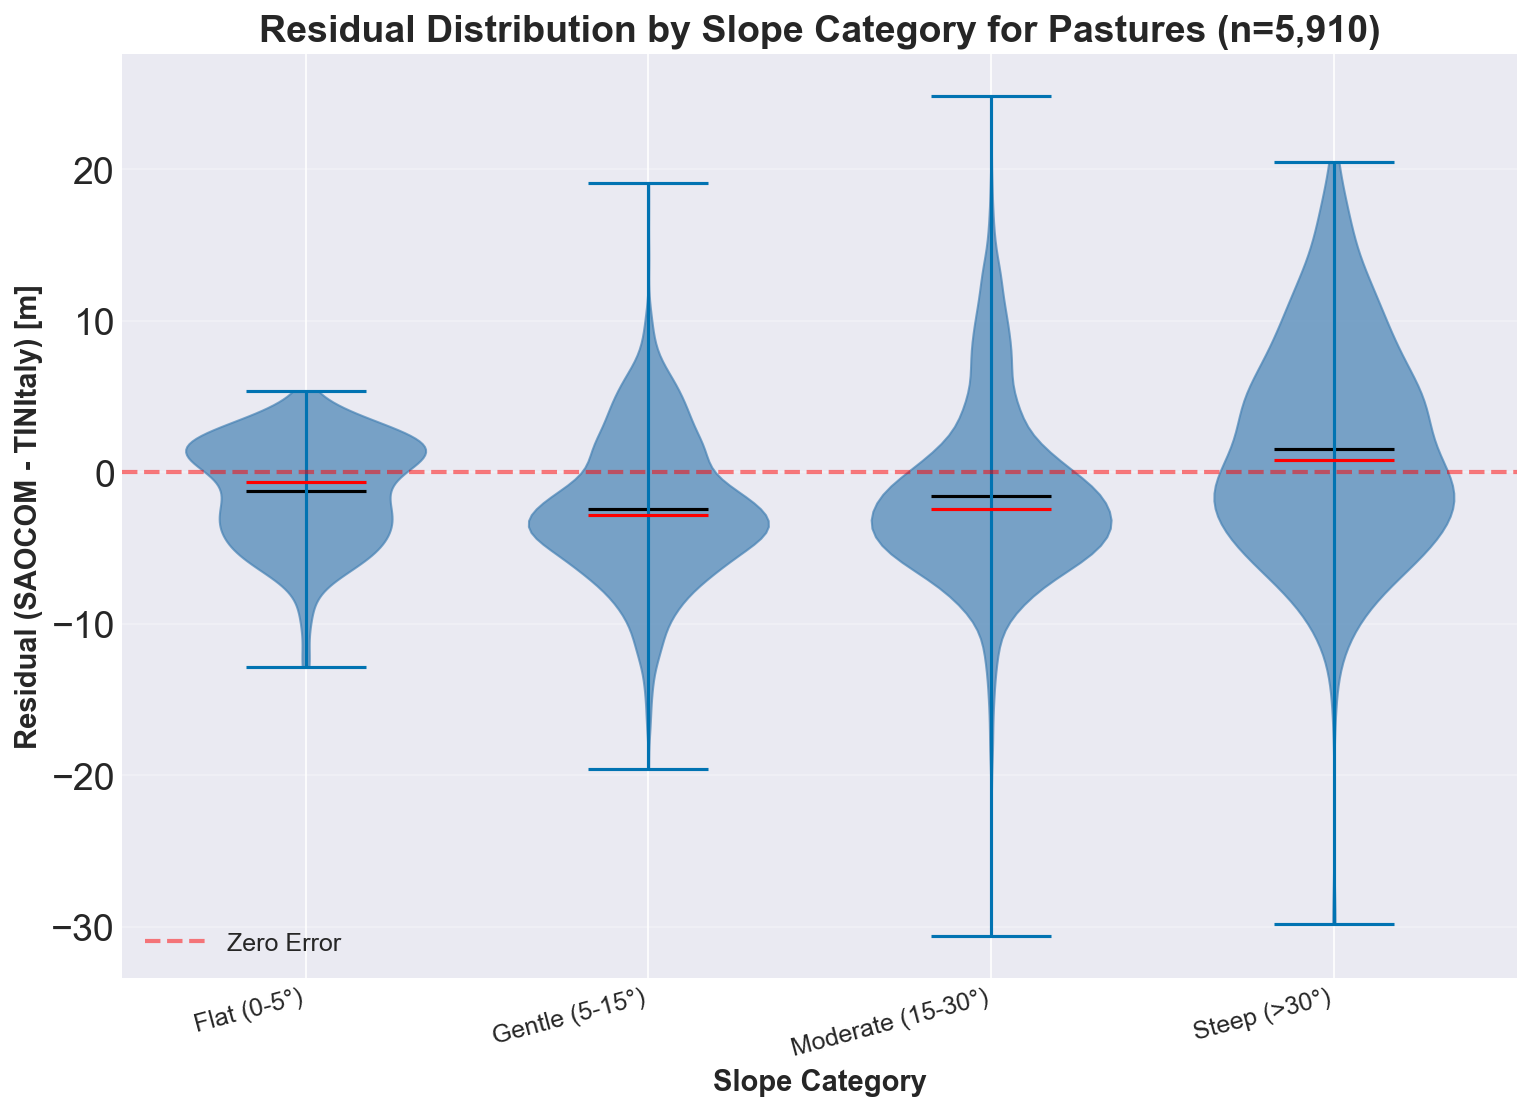 Residual Distribution by Slope Category for Pastures (n=5,910)
Residual (SAOCOM - TINItaly) [m]
20
10
0
−10
−20
−30
Zero Error
Flat (0-5°)
Gentle (5-15°)
Moderate (15-30°)
Steep (>30°)
Slope Category